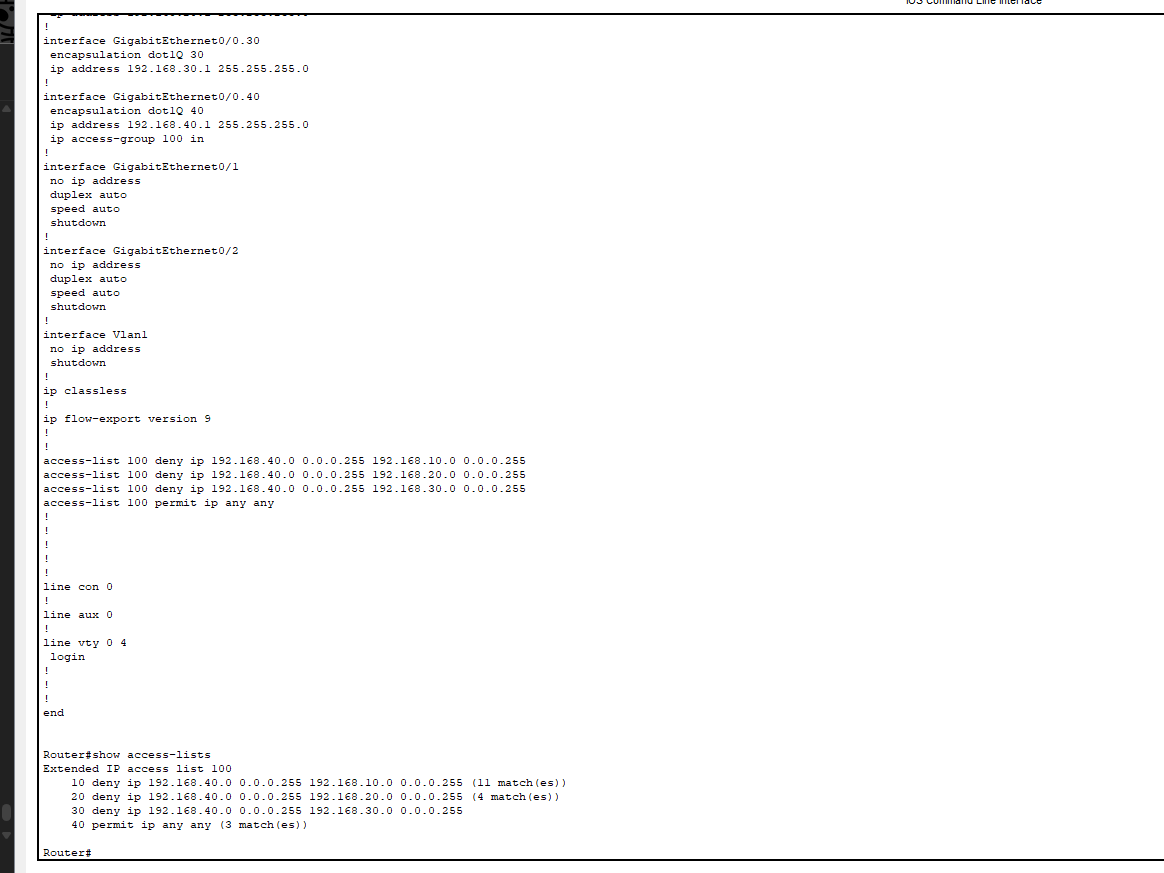 IOS Command Line Interface
!
interface GigabitEthernet0/0.30
 encapsulation dot1Q 30
 ip address 192.168.30.1 255.255.255.0
!
interface GigabitEthernet0/0.40
 encapsulation dot1Q 40
 ip address 192.168.40.1 255.255.255.0
 ip access-group 100 in
!
interface GigabitEthernet0/1
 no ip address
 duplex auto
 speed auto
 shutdown
!
interface GigabitEthernet0/2
 no ip address
 duplex auto
 speed auto
 shutdown
!
interface Vlan1
 no ip address
 shutdown
!
ip classless
!
ip flow-export version 9
!
!
access-list 100 deny ip 192.168.40.0 0.0.0.255 192.168.10.0 0.0.0.255
access-list 100 deny ip 192.168.40.0 0.0.0.255 192.168.20.0 0.0.0.255
access-list 100 deny ip 192.168.40.0 0.0.0.255 192.168.30.0 0.0.0.255
access-list 100 permit ip any any
!
!
!
!
!
line con 0
!
line aux 0
!
line vty 0 4
 login
!
!
!
end
Router#show access-lists
Extended IP access list 100
    10 deny ip 192.168.40.0 0.0.0.255 192.168.10.0 0.0.0.255 (11 match(es))
    20 deny ip 192.168.40.0 0.0.0.255 192.168.20.0 0.0.0.255 (4 match(es))
    30 deny ip 192.168.40.0 0.0.0.255 192.168.30.0 0.0.0.255
    40 permit ip any any (3 match(es))
Router#